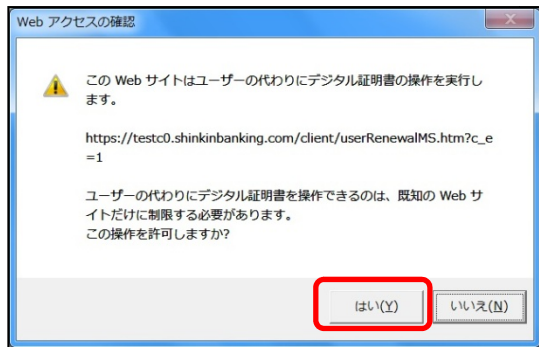 Web アクセスの確認
この Web サイトはユーザーの代わりにデジタル証明書の操作を実行し
ます。
https://testc0.shinkinbanking.com/client/userRenewalMS.htm?c_e
=1
ユーザーの代わりにデジタル証明書を操作できるのは、既知の Web サ
イトだけに制限する必要があります。
この操作を許可しますか?
はい(Y) いいえ(N)